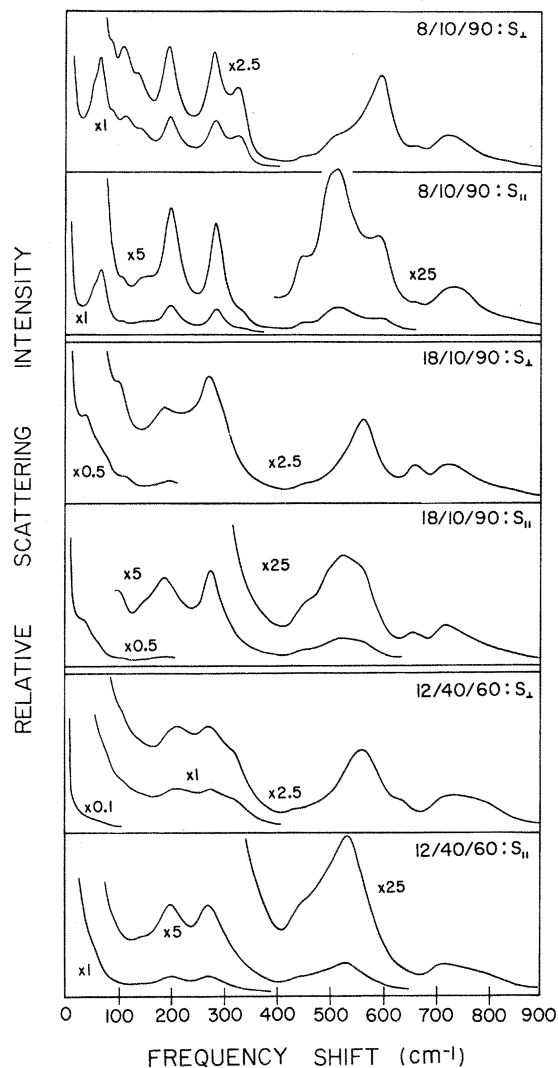 RELATIVE SCATTERING INTENSITY
8/10/90:S⊥
x2.5
x1
8/10/90:S||
x5
x25
x1
18/10/90:S⊥
x0.5
x2.5
18/10/90:S||
x5
x25
x0.5
12/40/60:S⊥
x1
x0.1
x2.5
12/40/60:S||
x25
x5
x1
0 100 200 300 400 500 600 700 800 900
FREQUENCY SHIFT (cm⁻¹)